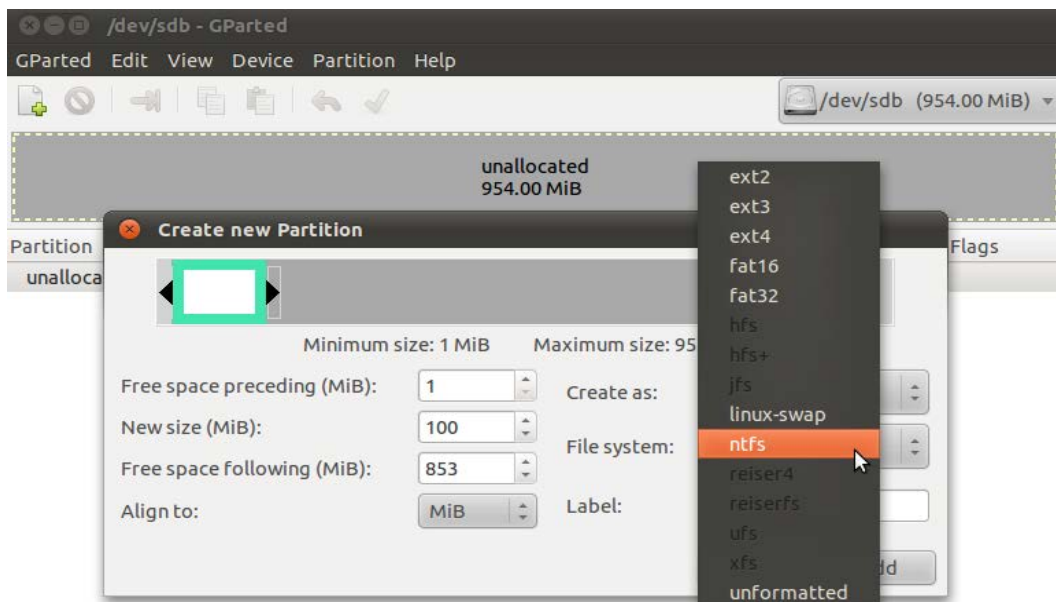 /dev/sdb - GParted
GParted Edit View Device Partition Help
/dev/sdb (954.00 MiB)
unallocated
954.00 MiB
Partition
Flags
unalloca
Create new Partition
Minimum size: 1 MiB Maximum size: 95
Free space preceding (MiB): 1
New size (MiB): 100
Free space following (MiB): 853
Align to: MiB
Create as:
File system:
Label:
ext2
ext3
ext4
fat16
fat32
hfs
hfs+
jfs
linux-swap
ntfs
reiser4
reiserfs
ufs
xfs
unformatted
dd